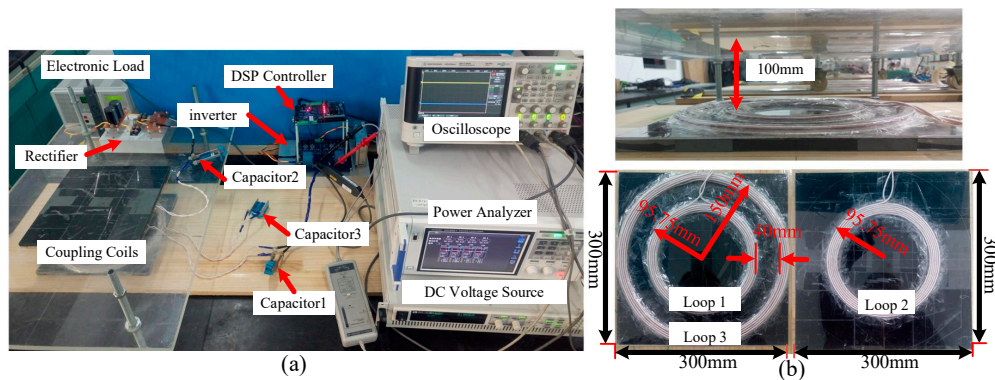 Electronic Load
DSP Controller
inverter
Oscilloscope
Rectifier
Capacitor2
Power Analyzer
Capacitor3
Coupling Coils
DC Voltage Source
Capacitor1
(a)
100mm
300mm
95.75mm
150mm
40mm
Loop 1
Loop 3
300mm
95.75mm
Loop 2
300mm
300mm
(b)